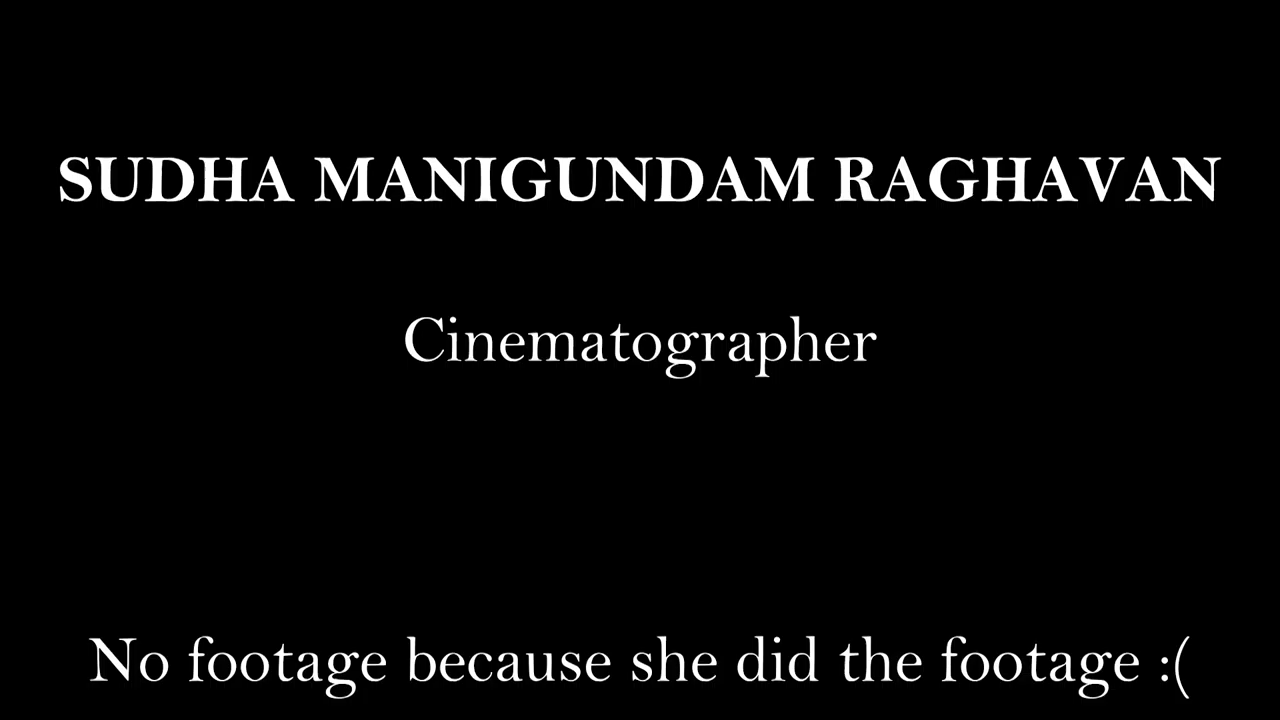 SUDHA MANIGUNDAM RAGHAVAN
Cinematographer
No footage because she did the footage :(